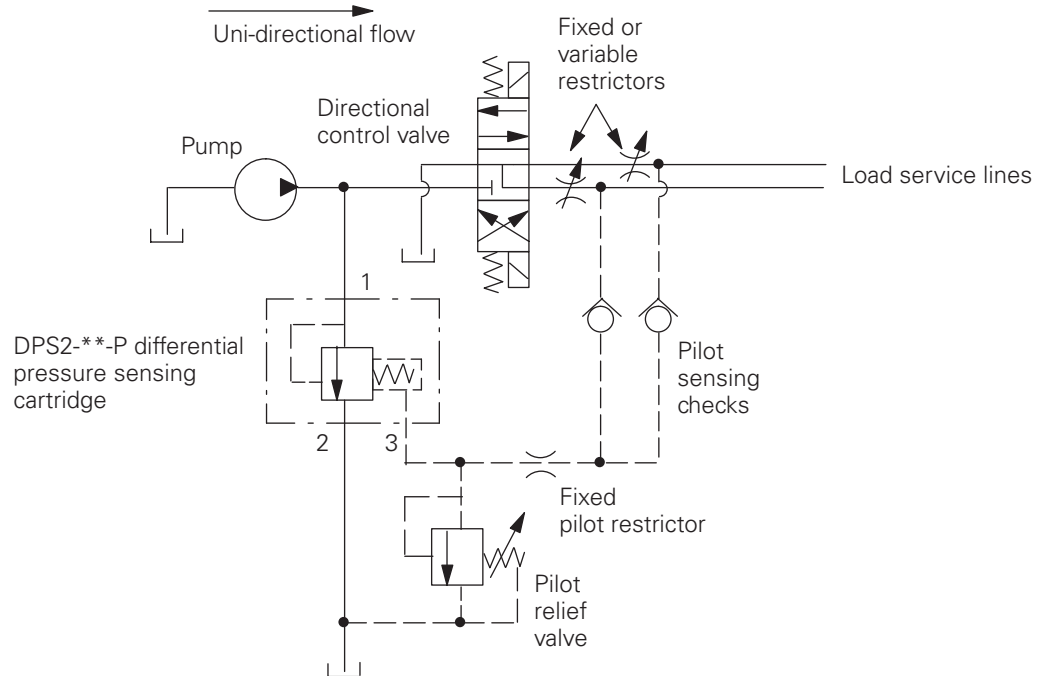 Uni-directional flow
Fixed or
variable
restrictors
Directional
control valve
Pump
Load service lines
1
DPS2-**-P differential
pressure sensing
cartridge
Pilot
sensing
checks
2
3
Fixed
pilot restrictor
Pilot
relief
valve